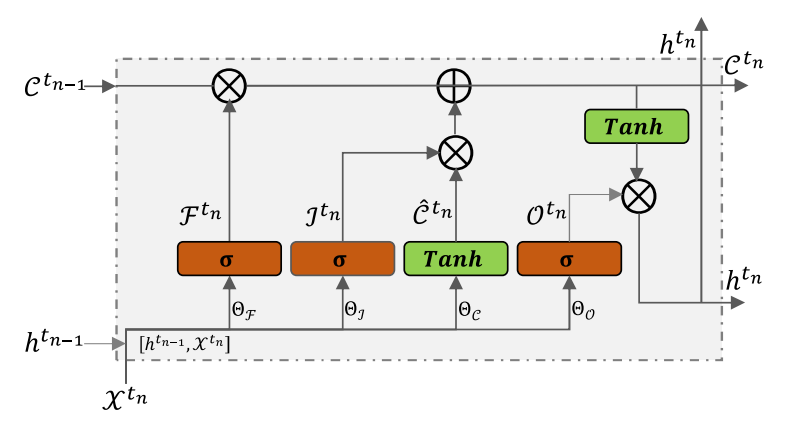 h^{t_n}
𝒞^{t_{n-1}}
𝒞^{t_n}
Tanh
ℱ^{t_n} ℐ^{t_n} 𝒞̂^{t_n} 𝒪^{t_n}
σ σ Tanh σ
h^{t_n}
Θ_ℱ Θ_ℐ Θ_𝒞 Θ_𝒪
h^{t_{n-1}}
[h^{t_{n-1}}, 𝒳^{t_n}]
𝒳^{t_n}